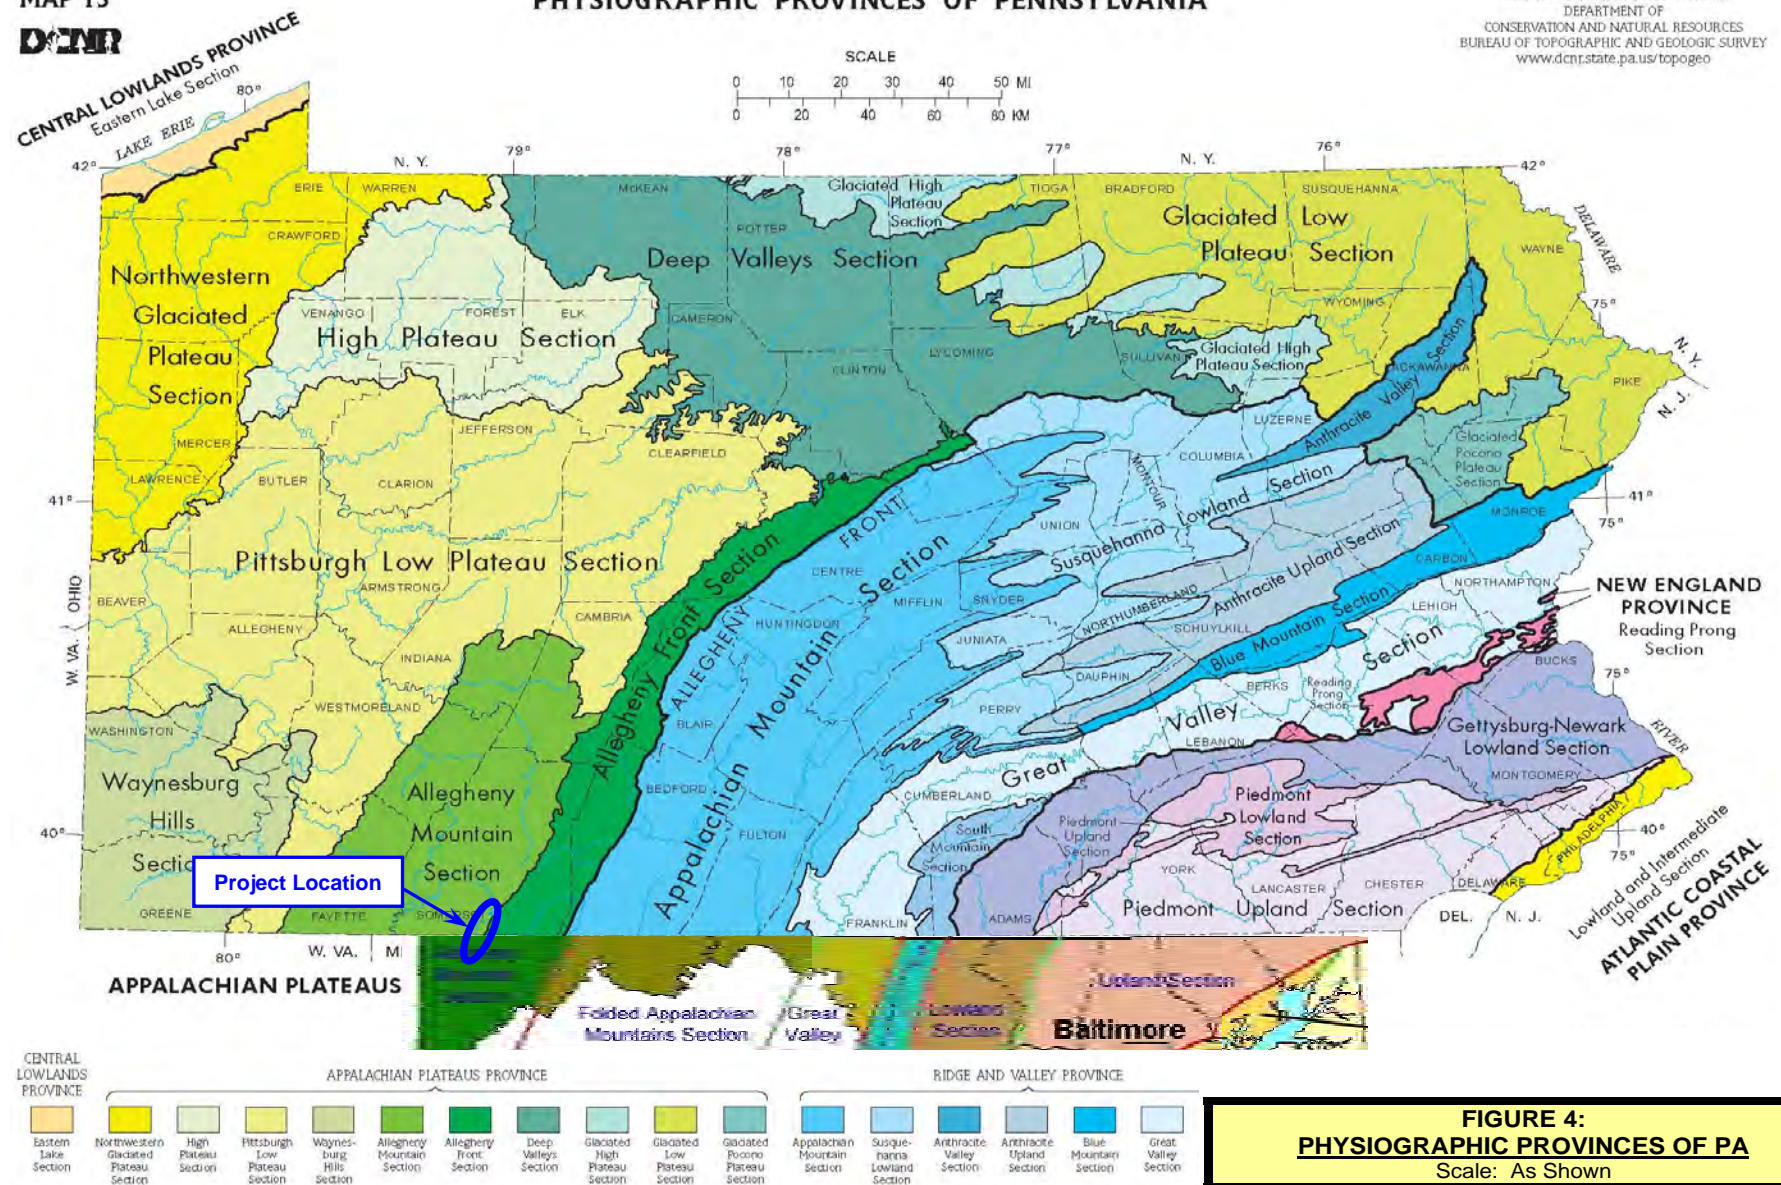 MAP 13
PHYSIOGRAPHIC PROVINCES OF PENNSYLVANIA
DCNR
DEPARTMENT OF
CONSERVATION AND NATURAL RESOURCES
BUREAU OF TOPOGRAPHIC AND GEOLOGIC SURVEY
www.dcnr.state.pa.us/topogeo
SCALE
0 10 20 30 40 50 MI
0 20 40 60 80 KM
CENTRAL LOWLANDS PROVINCE
Eastern Lake Section
80°
LAKE ERIE
42°
79°
N. Y.
78°
77°
N. Y.
76°
42°
ERIE
WARREN
McKEAN
Glaciated High
Plateau
Section
TIOGA
BRADFORD
SUSQUEHANNA
DELAWARE
CRAWFORD
POTTER
Glaciated Low
Plateau Section
WAYNE
Deep Valleys Section
Northwestern
Glaciated
Plateau
Section
VENANGO
FOREST
ELK
High Plateau Section
CAMERON
WYOMING
75°
LYCOMING
SULLIVAN
Glaciated High
Plateau Section
N. Y.
CLINTON
LACKAWANNA
Anthracite Valley Section
PIKE
N. J.
LUZERNE
MERCER
JEFFERSON
CLEARFIELD
COLUMBIA
Glaciated
Pocono
Plateau
Section
LAWRENCE
BUTLER
CLARION
MONTOUR
41°
41°
75°
MONROE
UNION
Susquehanna Lowland Section
ALLEGHENY FRONT
Pittsburgh Low Plateau Section
CENTRE
CARBON
Anthracite Upland Section
ARMSTRONG
NORTHAMPTON
BEAVER
W. VA.
OHIO
ALLEGHENY
CAMBRIA
HUNTINGDON
MIFFLIN
SNYDER
NORTHUMBERLAND
LEHIGH
NEW ENGLAND
PROVINCE
Reading Prong
Section
Allegheny Front Section
JUNIATA
SCHUYLKILL
Blue Mountain Section
INDIANA
BUCKS
75°
DAUPHIN
BERKS
Reading
Prong
Section
WESTMORELAND
PERRY
BLAIR
Appalachian Mountain Section
Great Valley Section
LEBANON
WASHINGTON
Gettysburg-Newark
Lowland Section
RIVER
Waynesburg
Hills
Sectio
Allegheny
Mountain
Section
BEDFORD
CUMBERLAND
MONTGOMERY
Piedmont
Lowland
Section
PHILADELPHIA
40°
FULTON
South
Mountain
Section
Piedmont
Upland
Section
40°
75°
Project Location
YORK
LANCASTER
CHESTER
DELAWARE
Lowland and Intermediate
Upland Section
ATLANTIC COASTAL
PLAIN PROVINCE
GREENE
FAYETTE
SOMERS
FRANKLIN
ADAMS
Piedmont Upland Section
DEL.
N. J.
80°
W. VA.
M
APPALACHIAN PLATEAUS
Upland Section
Folded Appalachian
Mountains Section
Great
Valley
Lowland
Section
Baltimore
CENTRAL
LOWLANDS
PROVINCE
APPALACHIAN PLATEAUS PROVINCE
RIDGE AND VALLEY PROVINCE
Eastern
Lake
Section
Northwestern
Glaciated
Plateau
Section
High
Plateau
Section
Pittsburgh
Low
Plateau
Section
Waynes-
burg
Hills
Section
Allegheny
Mountain
Section
Allegheny
Front
Section
Deep
Valleys
Section
Glaciated
High
Plateau
Section
Glaciated
Low
Plateau
Section
Glaciated
Pocono
Plateau
Section
Appalachian
Mountain
Section
Susque-
hanna
Lowland
Section
Anthracite
Valley
Section
Anthracite
Upland
Section
Blue
Mountain
Section
Great
Valley
Section
FIGURE 4:
PHYSIOGRAPHIC PROVINCES OF PA
Scale: As Shown